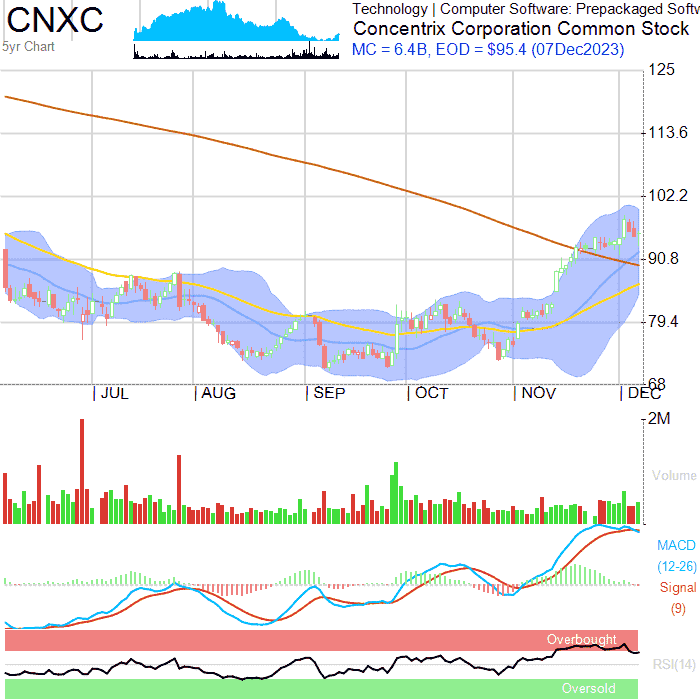 CNXC
5yr Chart
Technology | Computer Software: Prepackaged Softw
Concentrix Corporation Common Stock
MC = 6.4B, EOD = $95.4 (07Dec2023)
125
113.6
102.2
90.8
79.4
68
JUL AUG SEP OCT NOV DEC
2M
Volume
MACD
(12-26)
Signal
(9)
Overbought
RSI(14)
Oversold